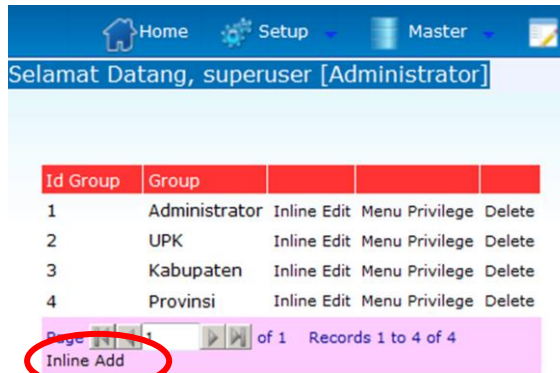 Home Setup Master
Selamat Datang, superuser [Administrator]
Id Group Group
1 Administrator Inline Edit Menu Privilege Delete
2 UPK Inline Edit Menu Privilege Delete
3 Kabupaten Inline Edit Menu Privilege Delete
4 Provinsi Inline Edit Menu Privilege Delete
Page 1 of 1 Records 1 to 4 of 4
Inline Add